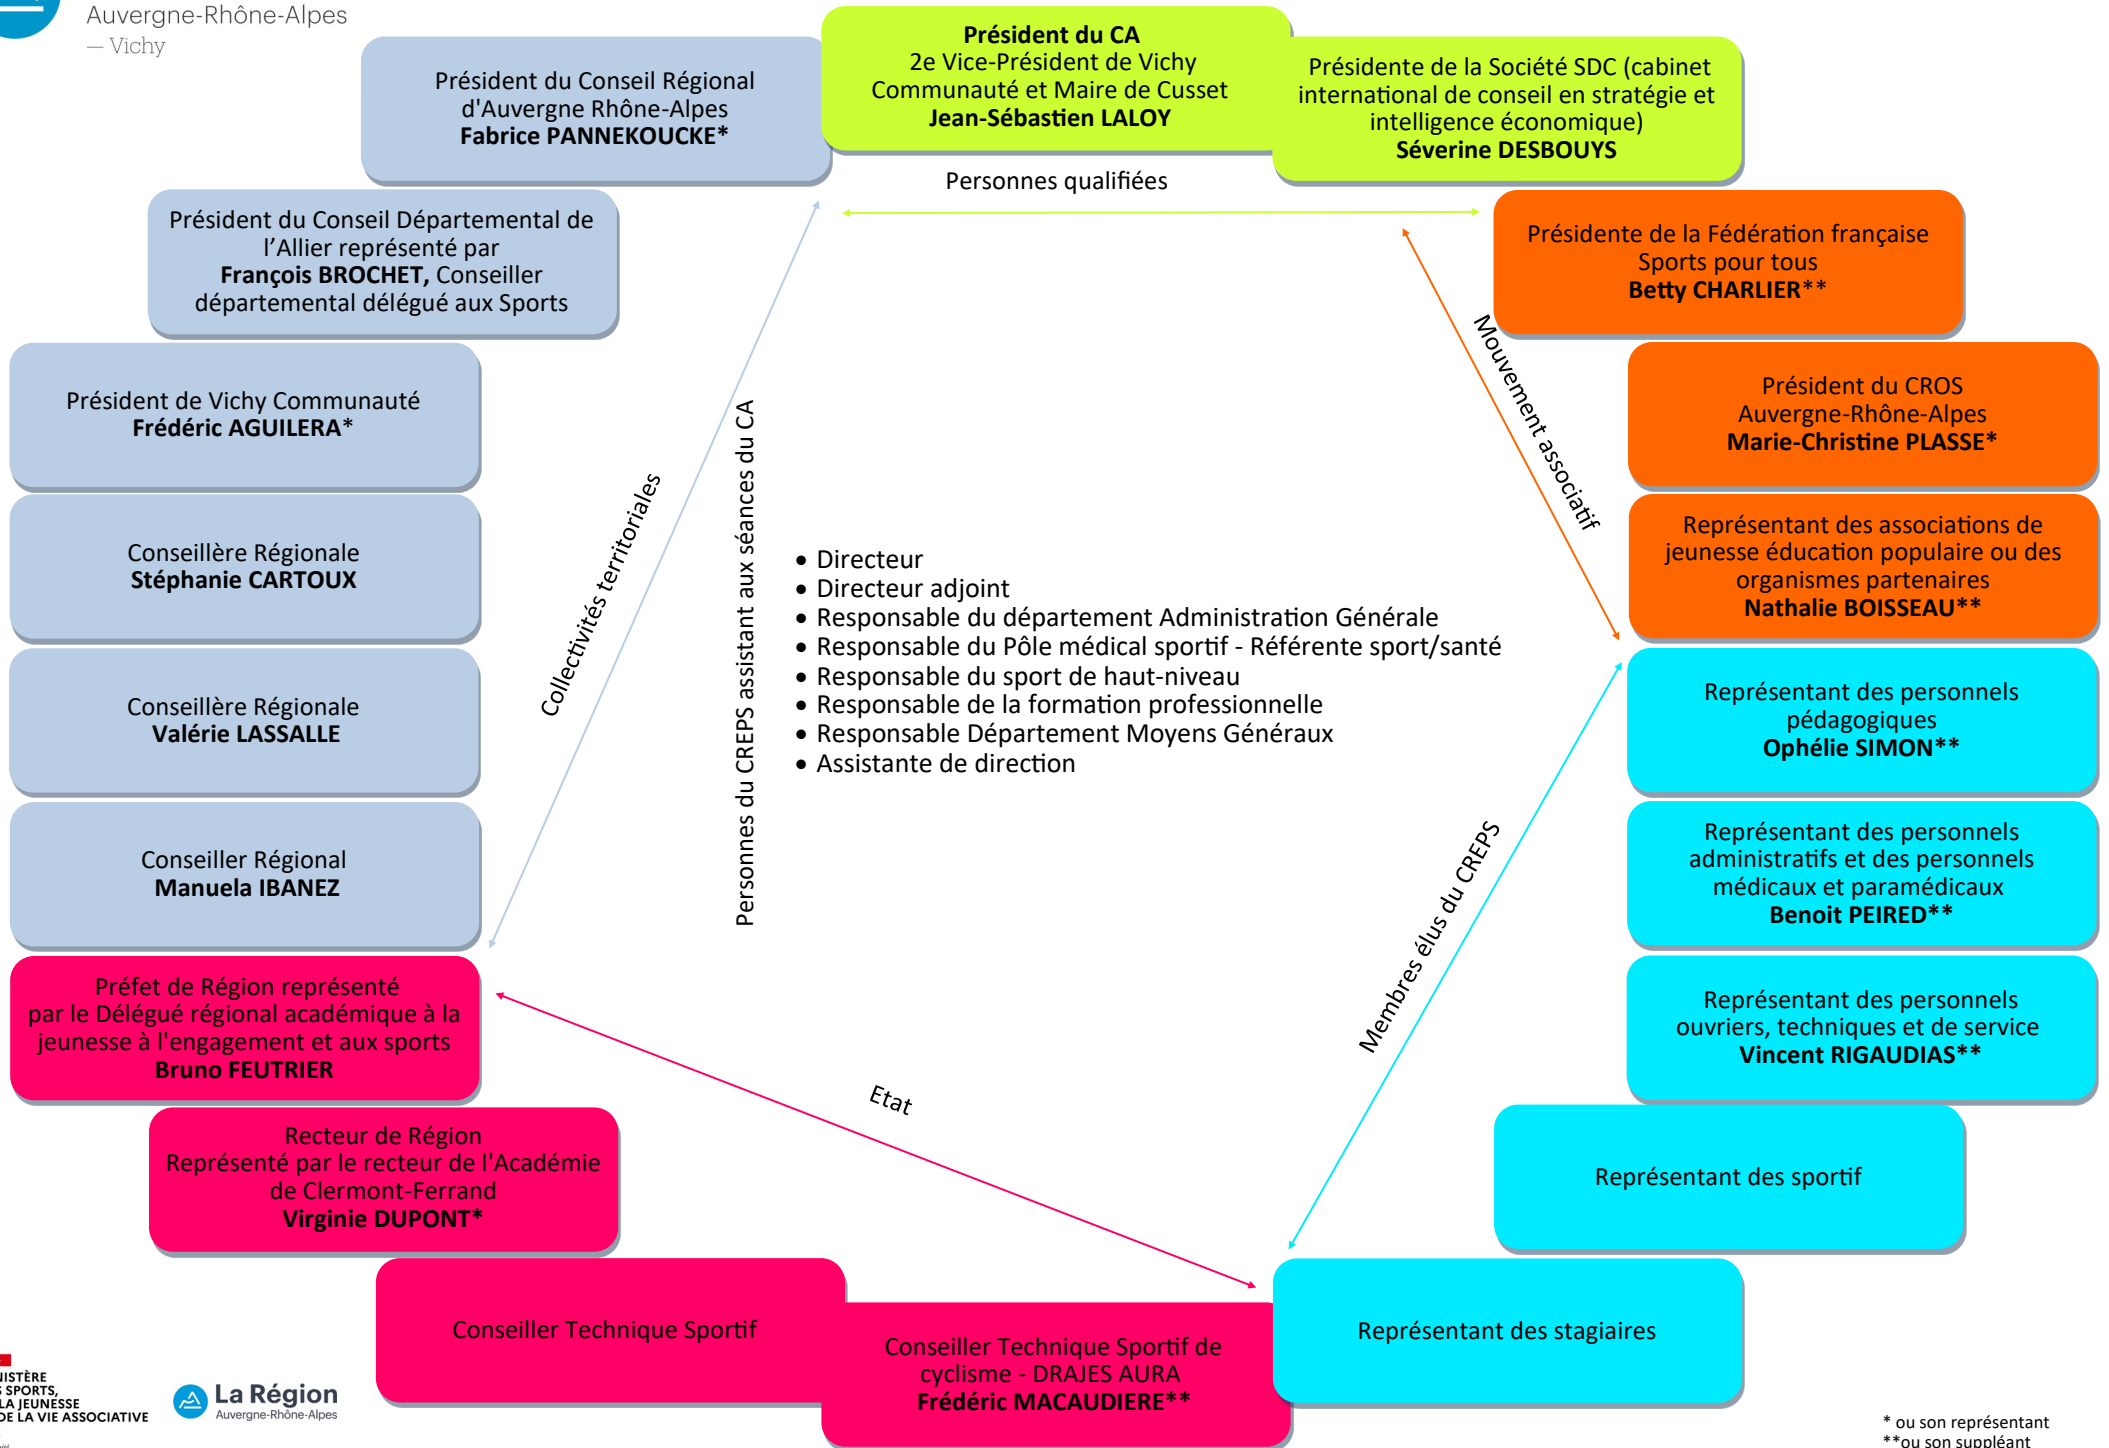 Auvergne-Rhône-Alpes
— Vichy
Président du Conseil Régional
d'Auvergne Rhône-Alpes
Fabrice PANNEKOUCKE*
Président du CA
2e Vice-Président de Vichy
Communauté et Maire de Cusset
Jean-Sébastien LALOY
Présidente de la Société SDC (cabinet
international de conseil en stratégie et
intelligence économique)
Séverine DESBOUYS
Personnes qualifiées
Président du Conseil Départemental de
l’Allier représenté par
François BROCHET, Conseiller
départemental délégué aux Sports
Présidente de la Fédération française
Sports pour tous
Betty CHARLIER**
Président de Vichy Communauté
Frédéric AGUILERA*
Mouvement associatif
Président du CROS
Auvergne-Rhône-Alpes
Marie-Christine PLASSE*
Conseillère Régionale
Stéphanie CARTOUX
Collectivités territoriales
Personnes du CREPS assistant aux séances du CA
• Directeur
• Directeur adjoint
• Responsable du département Administration Générale
• Responsable du Pôle médical sportif - Référente sport/santé
• Responsable du sport de haut-niveau
• Responsable de la formation professionnelle
• Responsable Département Moyens Généraux
• Assistante de direction
Représentant des associations de
jeunesse éducation populaire ou des
organismes partenaires
Nathalie BOISSEAU**
Conseillère Régionale
Valérie LASSALLE
Représentant des personnels
pédagogiques
Ophélie SIMON**
Conseiller Régional
Manuela IBANEZ
Membres élus du CREPS
Représentant des personnels
administratifs et des personnels
médicaux et paramédicaux
Benoit PEIRED**
Préfet de Région représenté
par le Délégué régional académique à la
jeunesse à l'engagement et aux sports
Bruno FEUTRIER
Représentant des personnels
ouvriers, techniques et de service
Vincent RIGAUDIAS**
Etat
Recteur de Région
Représenté par le recteur de l'Académie
de Clermont-Ferrand
Virginie DUPONT*
Représentant des sportif
Conseiller Technique Sportif
Conseiller Technique Sportif de
cyclisme - DRAJES AURA
Frédéric MACAUDIERE**
Représentant des stagiaires
NISTÈRE
S SPORTS,
LA JEUNESSE
DE LA VIE ASSOCIATIVE
La Région
Auvergne-Rhône-Alpes
* ou son représentant
**ou son suppléant